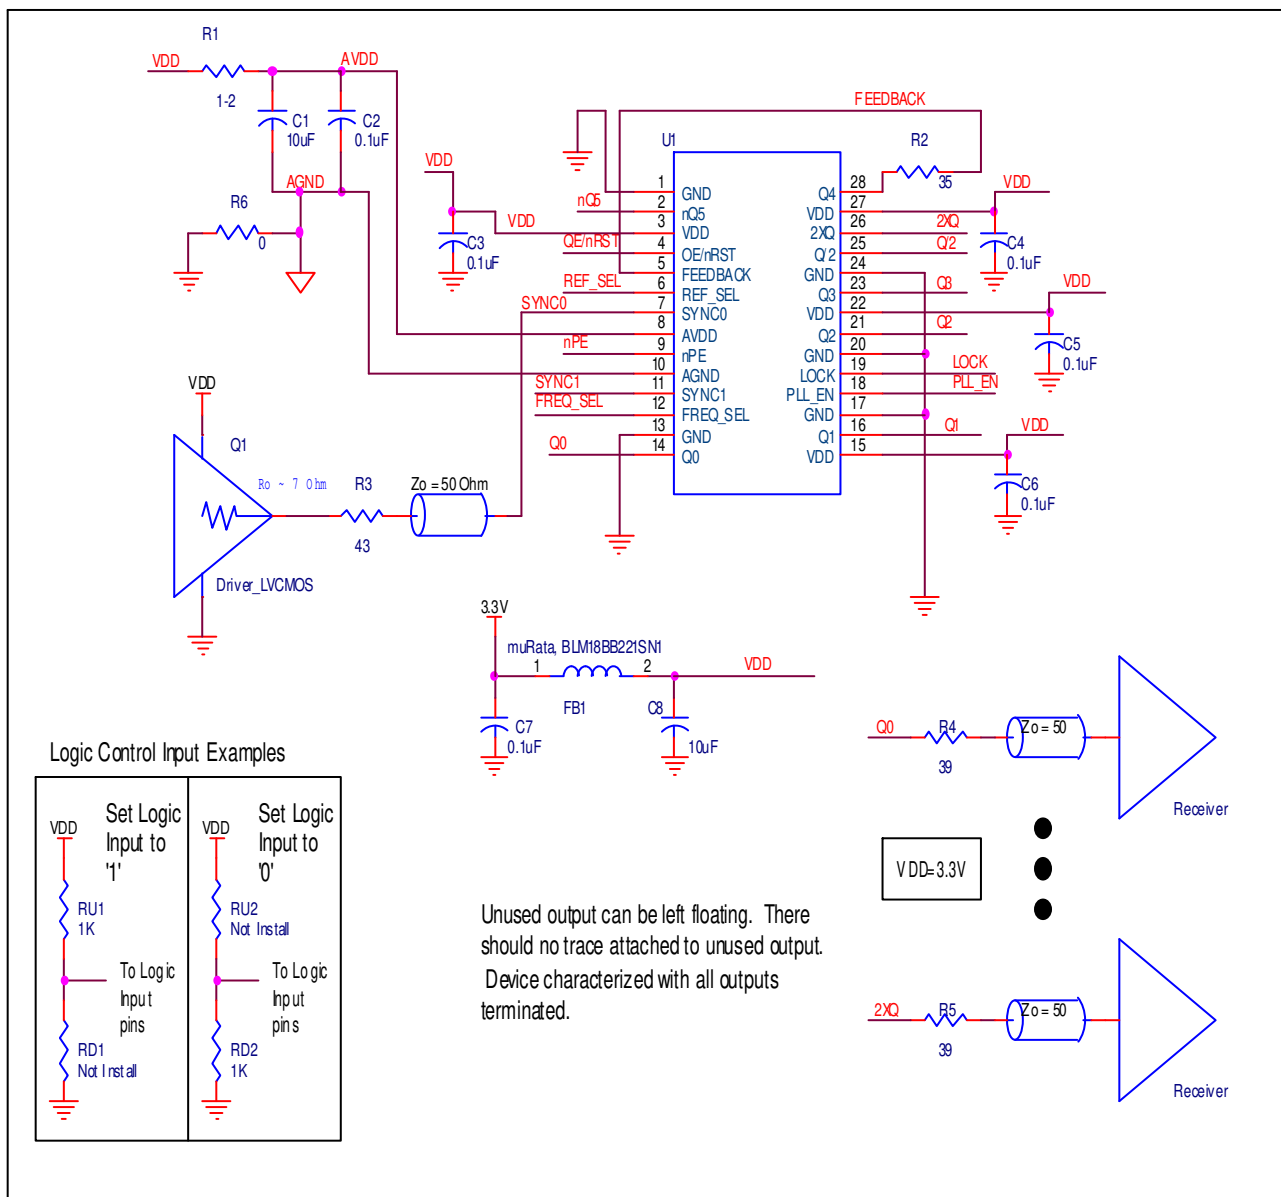 R1
VDD
AVDD
1-2
C1
10uF
C2
0.1uF
AGND
R6
0
VDD
VDD
C3
0.1uF
FEEDBACK
U1
R2
35
1 GND
2 nQ5
3 VDD
4 OE/nRST
5 FEEDBACK
6 REF_SEL
7 SYNC0
8 AVDD
9 nPE
10 AGND
11 SYNC1
12 FREQ_SEL
13 GND
14 Q0
28 Q4
27 VDD
26 2XQ
25 Q/2
24 GND
23 Q3
22 VDD
21 Q2
20 GND
19 LOCK
18 PLL_EN
17 GND
16 Q1
15 VDD
nQ5
OE/nRST
REF_SEL
SYNC0
nPE
SYNC1
FREQ_SEL
Q0
VDD
2XQ
Q/2
C4
0.1uF
Q3
VDD
Q2
C5
0.1uF
LOCK
PLL_EN
Q1
VDD
C6
0.1uF
VDD
Q1
Ro ~ 7 Ohm
R3
43
Zo = 50 Ohm
Driver_LVCMOS
3.3V
muRata, BLM18BB221SN1
1
2
VDD
FB1
C7
0.1uF
C8
10uF
Q0
R4
39
Zo = 50
Receiver
VDD=3.3V
2XQ
R5
39
Zo = 50
Receiver
Logic Control Input Examples
VDD
Set Logic
Input to
'1'
RU1
1K
To Logic
Input
pins
RD1
Not Install
VDD
Set Logic
Input to
'0'
RU2
Not Install
To Logic
Input
pins
RD2
1K
Unused output can be left floating. There
should no trace attached to unused output.
Device characterized with all outputs
terminated.